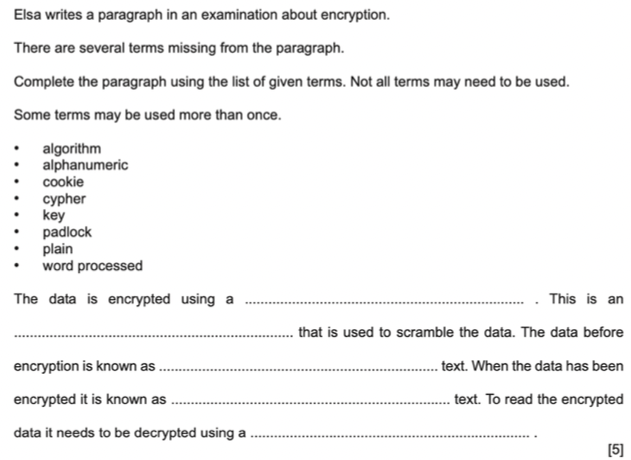 Elsa writes a paragraph in an examination about encryption.
There are several terms missing from the paragraph.
Complete the paragraph using the list of given terms. Not all terms may need to be used.
Some terms may be used more than once.
• algorithm
• alphanumeric
• cookie
• cypher
• key
• padlock
• plain
• word processed
The data is encrypted using a ........................................ . This is an
........................................ that is used to scramble the data. The data before
encryption is known as ........................................ text. When the data has been
encrypted it is known as ........................................ text. To read the encrypted
data it needs to be decrypted using a ........................................ .
[5]